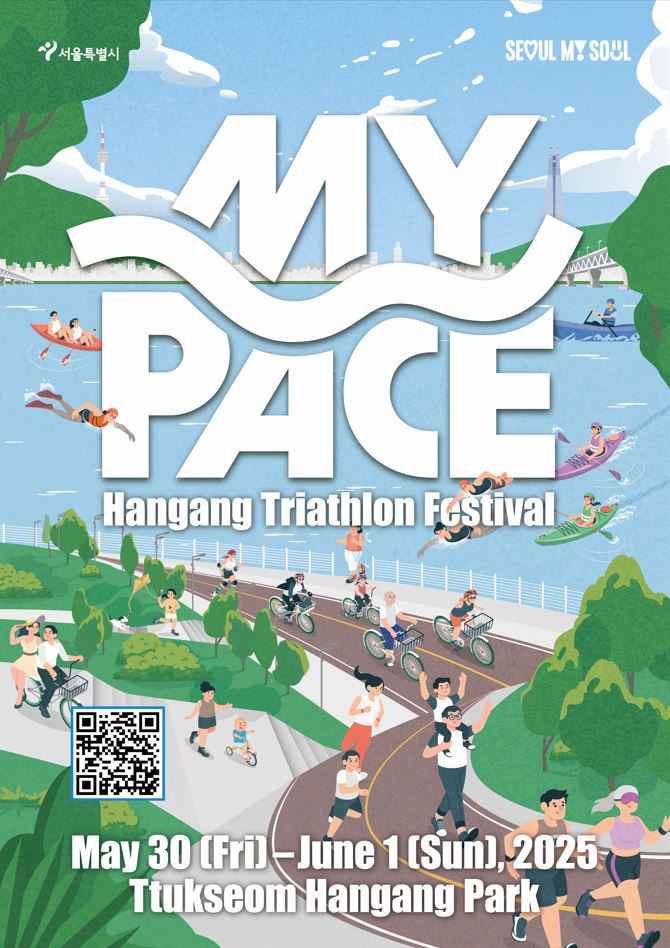 서울특별시
SEOUL MY SOUL
MY
PACE
Hangang Triathlon Festival
May 30 (Fri) – June 1 (Sun), 2025
Ttukseom Hangang Park